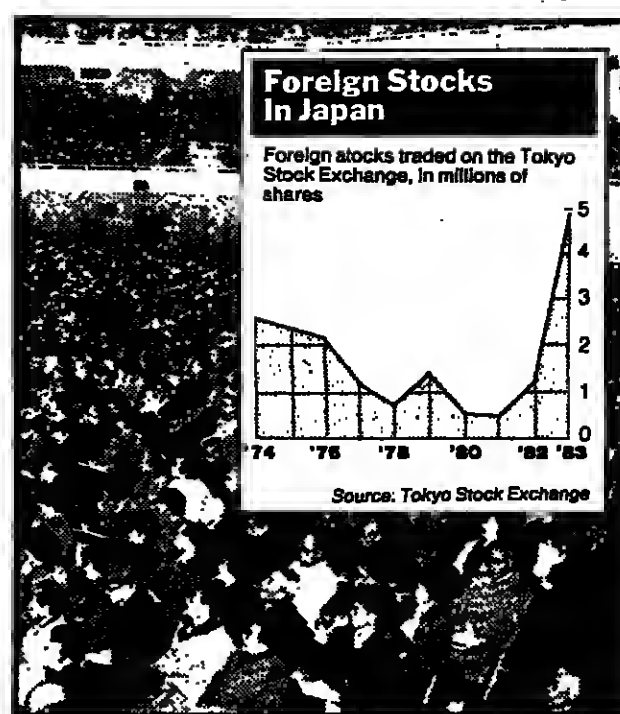 Foreign Stocks
In Japan
Foreign stocks traded on the Tokyo
Stock Exchange, in millions of
shares
5
4
3
2
1
0
'74 '76 '78 '80 '82 '83
Source: Tokyo Stock Exchange